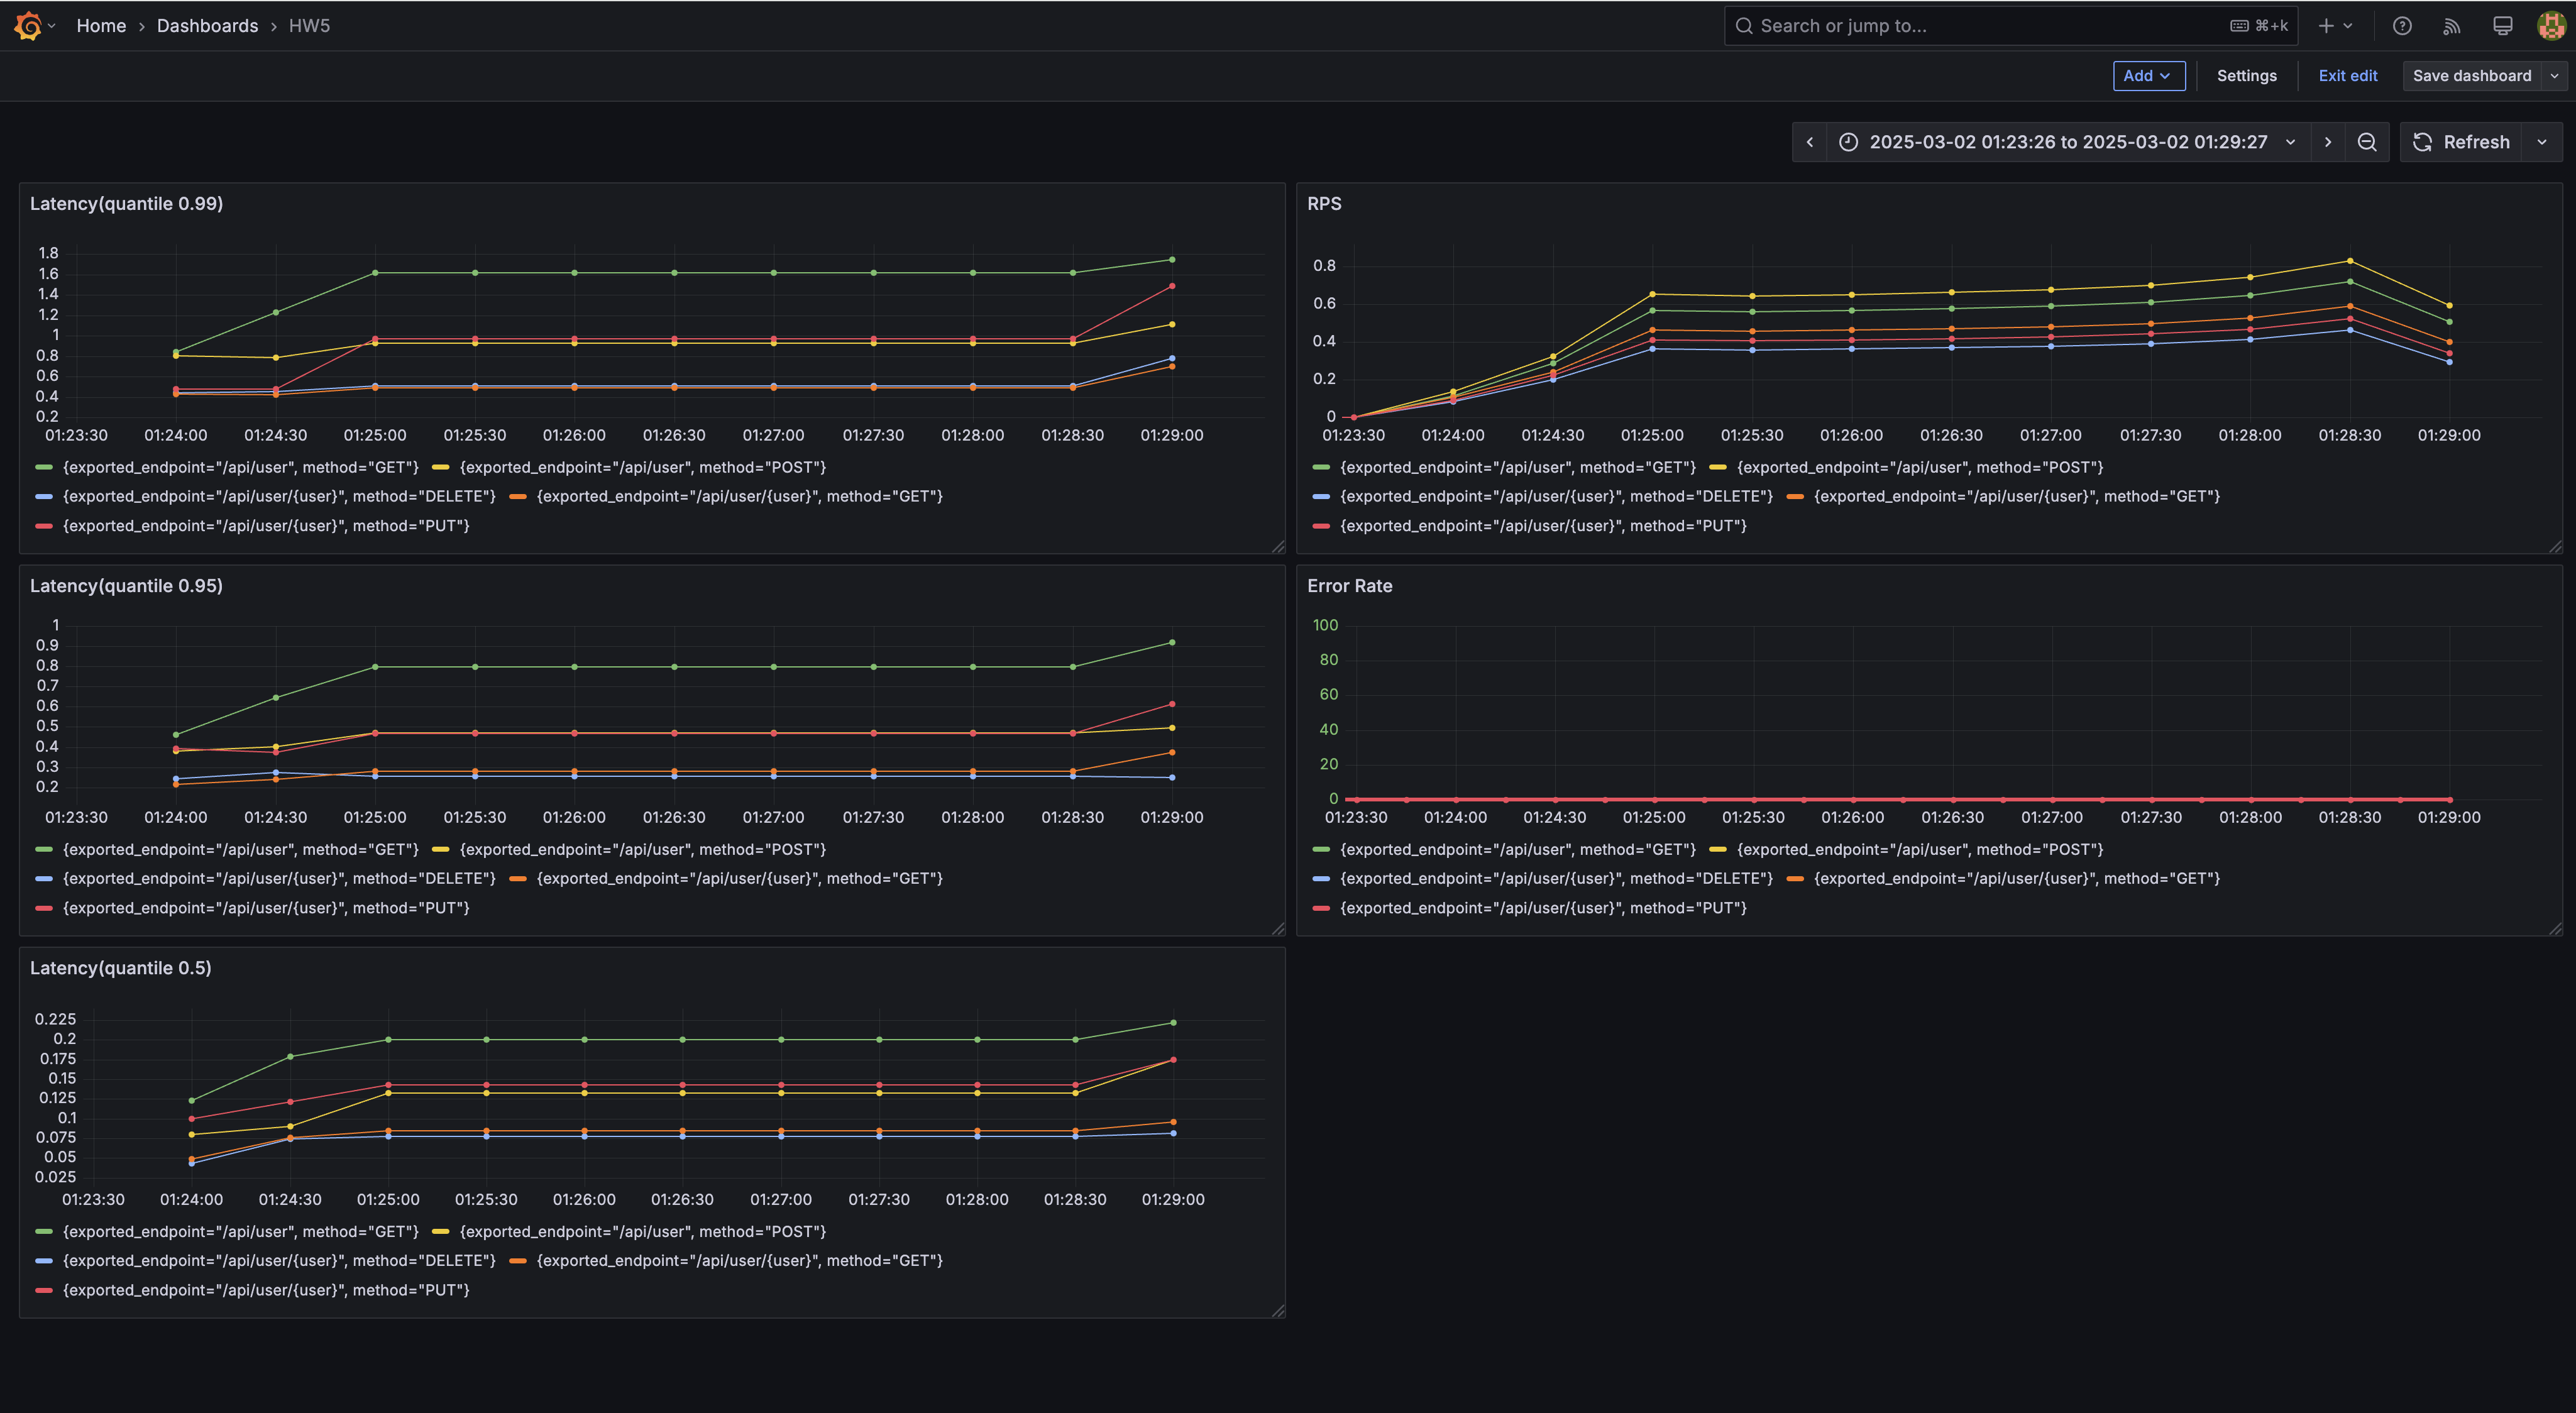 Home › Dashboards › HW5
Search or jump to... ⌘+k
Add Settings Exit edit Save dashboard
2025-03-02 01:23:26 to 2025-03-02 01:29:27 Refresh
Latency(quantile 0.99)
1.8
1.6
1.4
1.2
1
0.8
0.6
0.4
0.2
01:23:30 01:24:00 01:24:30 01:25:00 01:25:30 01:26:00 01:26:30 01:27:00 01:27:30 01:28:00 01:28:30 01:29:00
{exported_endpoint="/api/user", method="GET"} {exported_endpoint="/api/user", method="POST"}
{exported_endpoint="/api/user/{user}", method="DELETE"} {exported_endpoint="/api/user/{user}", method="GET"}
{exported_endpoint="/api/user/{user}", method="PUT"}
RPS
0.8
0.6
0.4
0.2
0
01:23:30 01:24:00 01:24:30 01:25:00 01:25:30 01:26:00 01:26:30 01:27:00 01:27:30 01:28:00 01:28:30 01:29:00
{exported_endpoint="/api/user", method="GET"} {exported_endpoint="/api/user", method="POST"}
{exported_endpoint="/api/user/{user}", method="DELETE"} {exported_endpoint="/api/user/{user}", method="GET"}
{exported_endpoint="/api/user/{user}", method="PUT"}
Latency(quantile 0.95)
1
0.9
0.8
0.7
0.6
0.5
0.4
0.3
0.2
01:23:30 01:24:00 01:24:30 01:25:00 01:25:30 01:26:00 01:26:30 01:27:00 01:27:30 01:28:00 01:28:30 01:29:00
{exported_endpoint="/api/user", method="GET"} {exported_endpoint="/api/user", method="POST"}
{exported_endpoint="/api/user/{user}", method="DELETE"} {exported_endpoint="/api/user/{user}", method="GET"}
{exported_endpoint="/api/user/{user}", method="PUT"}
Error Rate
100
80
60
40
20
0
01:23:30 01:24:00 01:24:30 01:25:00 01:25:30 01:26:00 01:26:30 01:27:00 01:27:30 01:28:00 01:28:30 01:29:00
{exported_endpoint="/api/user", method="GET"} {exported_endpoint="/api/user", method="POST"}
{exported_endpoint="/api/user/{user}", method="DELETE"} {exported_endpoint="/api/user/{user}", method="GET"}
{exported_endpoint="/api/user/{user}", method="PUT"}
Latency(quantile 0.5)
0.225
0.2
0.175
0.15
0.125
0.1
0.075
0.05
0.025
01:23:30 01:24:00 01:24:30 01:25:00 01:25:30 01:26:00 01:26:30 01:27:00 01:27:30 01:28:00 01:28:30 01:29:00
{exported_endpoint="/api/user", method="GET"} {exported_endpoint="/api/user", method="POST"}
{exported_endpoint="/api/user/{user}", method="DELETE"} {exported_endpoint="/api/user/{user}", method="GET"}
{exported_endpoint="/api/user/{user}", method="PUT"}